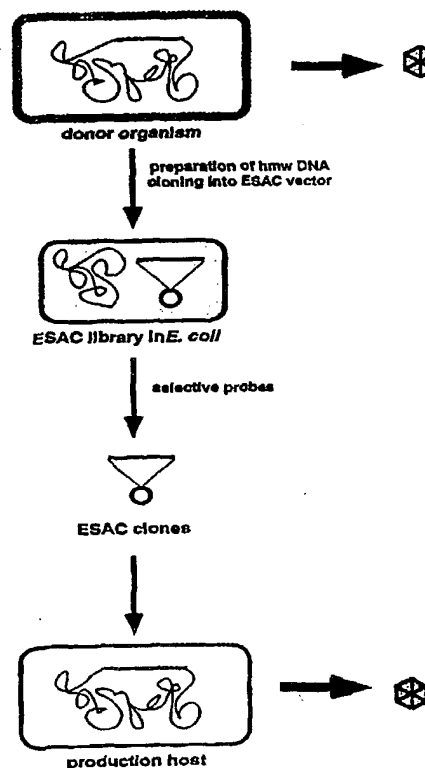 donor organism
preparation of hmw DNA
cloning into ESAC vector
ESAC library in E. coli
selective probes
ESAC clones
production host